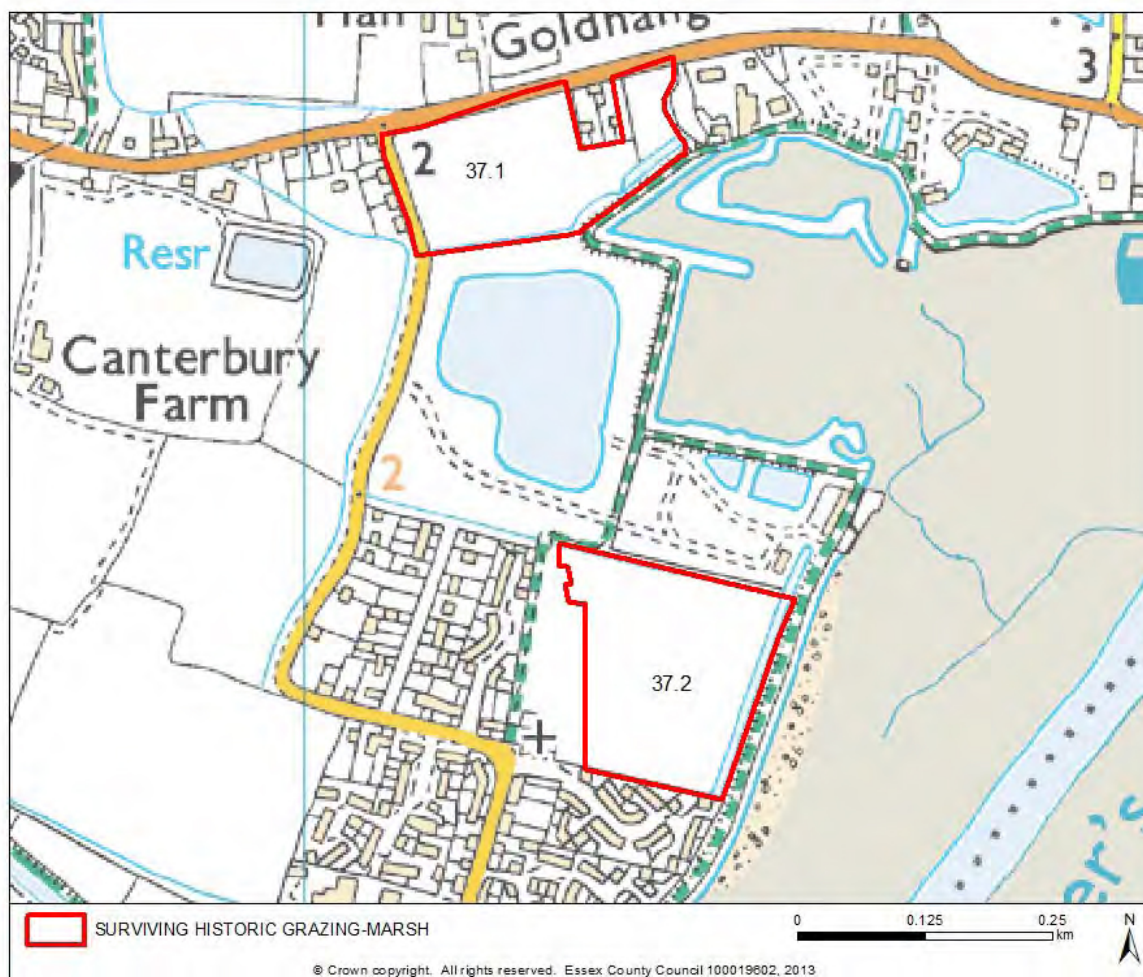 Goldhang
3
2
37.1
Resr
Canterbury
Farm
2
37.2
er's
SURVIVING HISTORIC GRAZING-MARSH
0 0.125 0.25
km
N
© Crown copyright. All rights reserved. Essex County Council 100019602, 2013